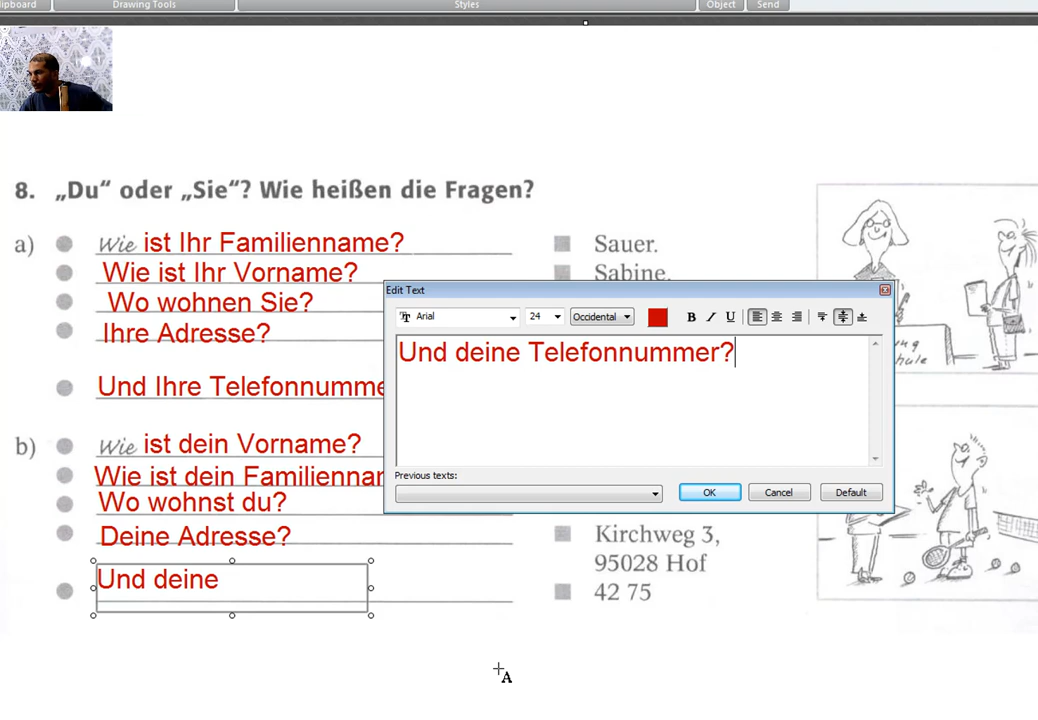 Drawing Tools
Styles
Object
Send
8. „Du“ oder „Sie“? Wie heißen die Fragen?
a) Wie ist Ihr Familienname?
Sauer.
Wie ist Ihr Vorname?
Sabine.
Wo wohnen Sie?
Ihre Adresse?
Und Ihre
Edit Text
Arial
24
Occidental
B I U
Und deine Telefonnummer?
Previous texts:
OK
Cancel
Default
b) Wie ist dein Vorname?
Wie ist dein
Wo wohnst du?
Deine Adresse?
Kirchweg 3,
95028 Hof
Und deine
42 75
A